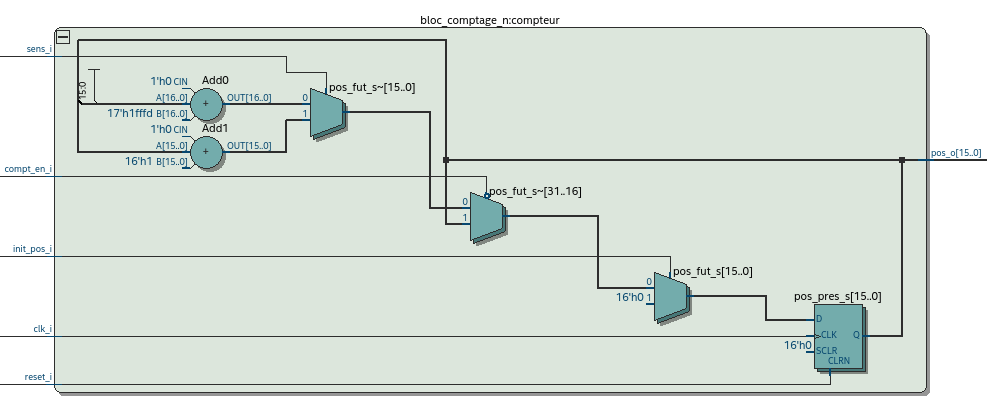 bloc_comptage_n:compteur
sens_i
15:0
1'h0 CIN
Add0
A[16..0]
OUT[16..0]
17'h1fffd B[16..0]
+
1'h0 CIN
Add1
A[15..0]
OUT[15..0]
16'h1 B[15..0]
+
pos_fut_s~[15..0]
0
1
pos_o[15..0]
compt_en_i
pos_fut_s~[31..16]
0
1
init_pos_i
pos_fut_s[15..0]
0
16'h0 1
pos_pres_s[15..0]
D
clk_i
CLK
Q
16'h0
SCLR
CLRN
reset_i